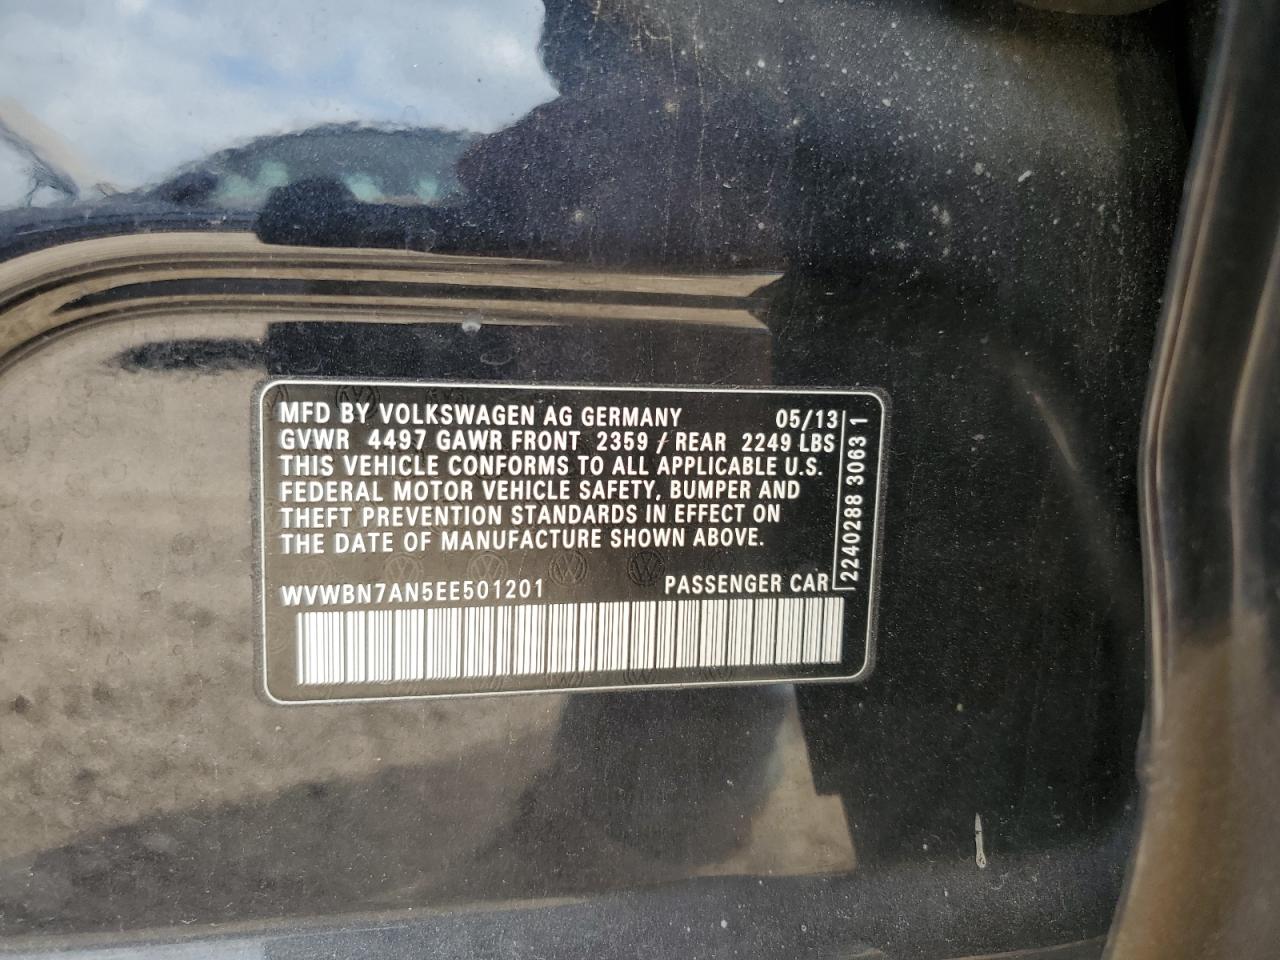 MFD BY VOLKSWAGEN AG GERMANY 05/13
GVWR 4497 GAWR FRONT 2359 / REAR 2249 LBS
THIS VEHICLE CONFORMS TO ALL APPLICABLE U.S.
FEDERAL MOTOR VEHICLE SAFETY, BUMPER AND
THEFT PREVENTION STANDARDS IN EFFECT ON
THE DATE OF MANUFACTURE SHOWN ABOVE.
WVWBN7AN5EE501201 PASSENGER CAR
2240288 3063 1